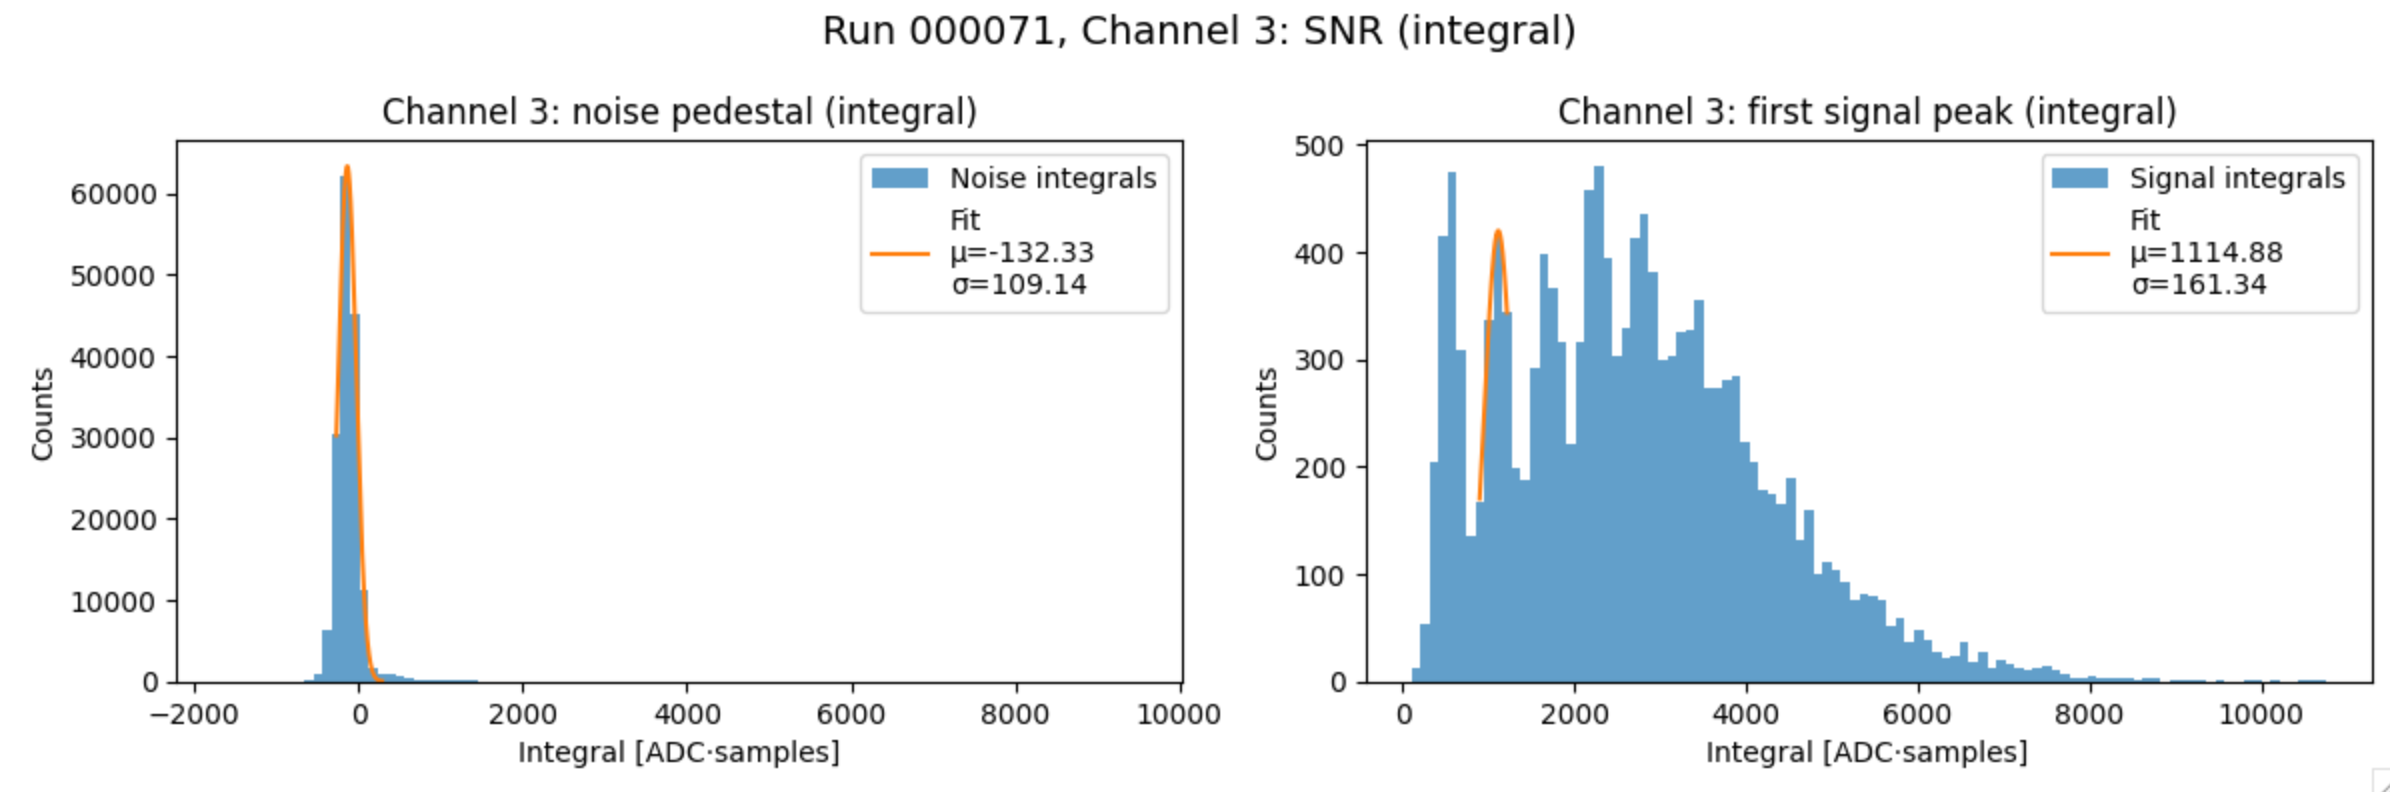 Run 000071, Channel 3: SNR (integral)
Channel 3: noise pedestal (integral)
Noise integrals
Fit
μ=-132.33
σ=109.14
Counts
60000
50000
40000
30000
20000
10000
0
−2000 0 2000 4000 6000 8000 10000
Integral [ADC·samples]
Channel 3: first signal peak (integral)
Signal integrals
Fit
μ=1114.88
σ=161.34
Counts
500
400
300
200
100
0
0 2000 4000 6000 8000 10000
Integral [ADC·samples]